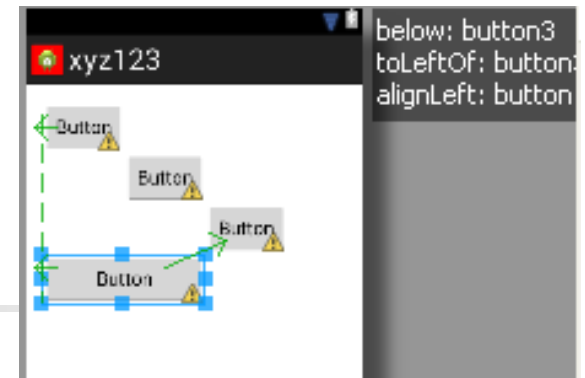 below: button3
toLeftOf: button
alignLeft: button
xyz123
Button
Button
Button
Button